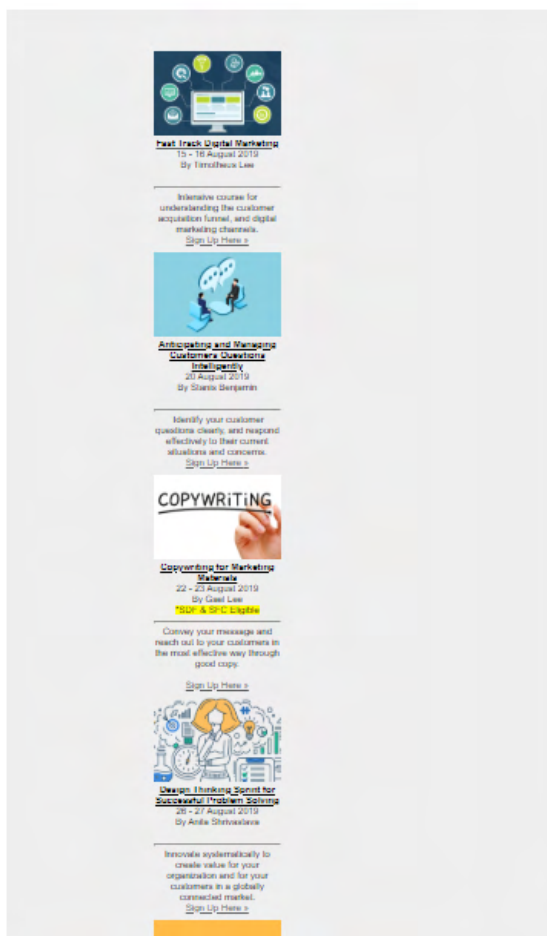 Fast Track Digital Marketing
15 - 16 August 2019
By Timotheus Lee
Intensive course for
understanding the customer
acquisition funnel, and digital
marketing channels.
Sign Up Here »
Anticipating and Managing
Customers Questions
Intelligently
20 August 2019
By Stanis Benjamin
Identify your customer
questions clearly, and respond
effectively to their current
situations and concerns.
Sign Up Here »
COPYWRiTiNG
Copywriting for Marketing
Materials
22 - 23 August 2019
By Gael Lee
*SDF & SFC Eligible
Convey your message and
reach out to your customers in
the most effective way through
good copy.
Sign Up Here »
Design Thinking Sprint for
Successful Problem Solving
26 - 27 August 2019
By Anita Shrivastava
Innovate systematically to
create value for your
organization and for your
customers in a globally
connected market.
Sign Up Here »